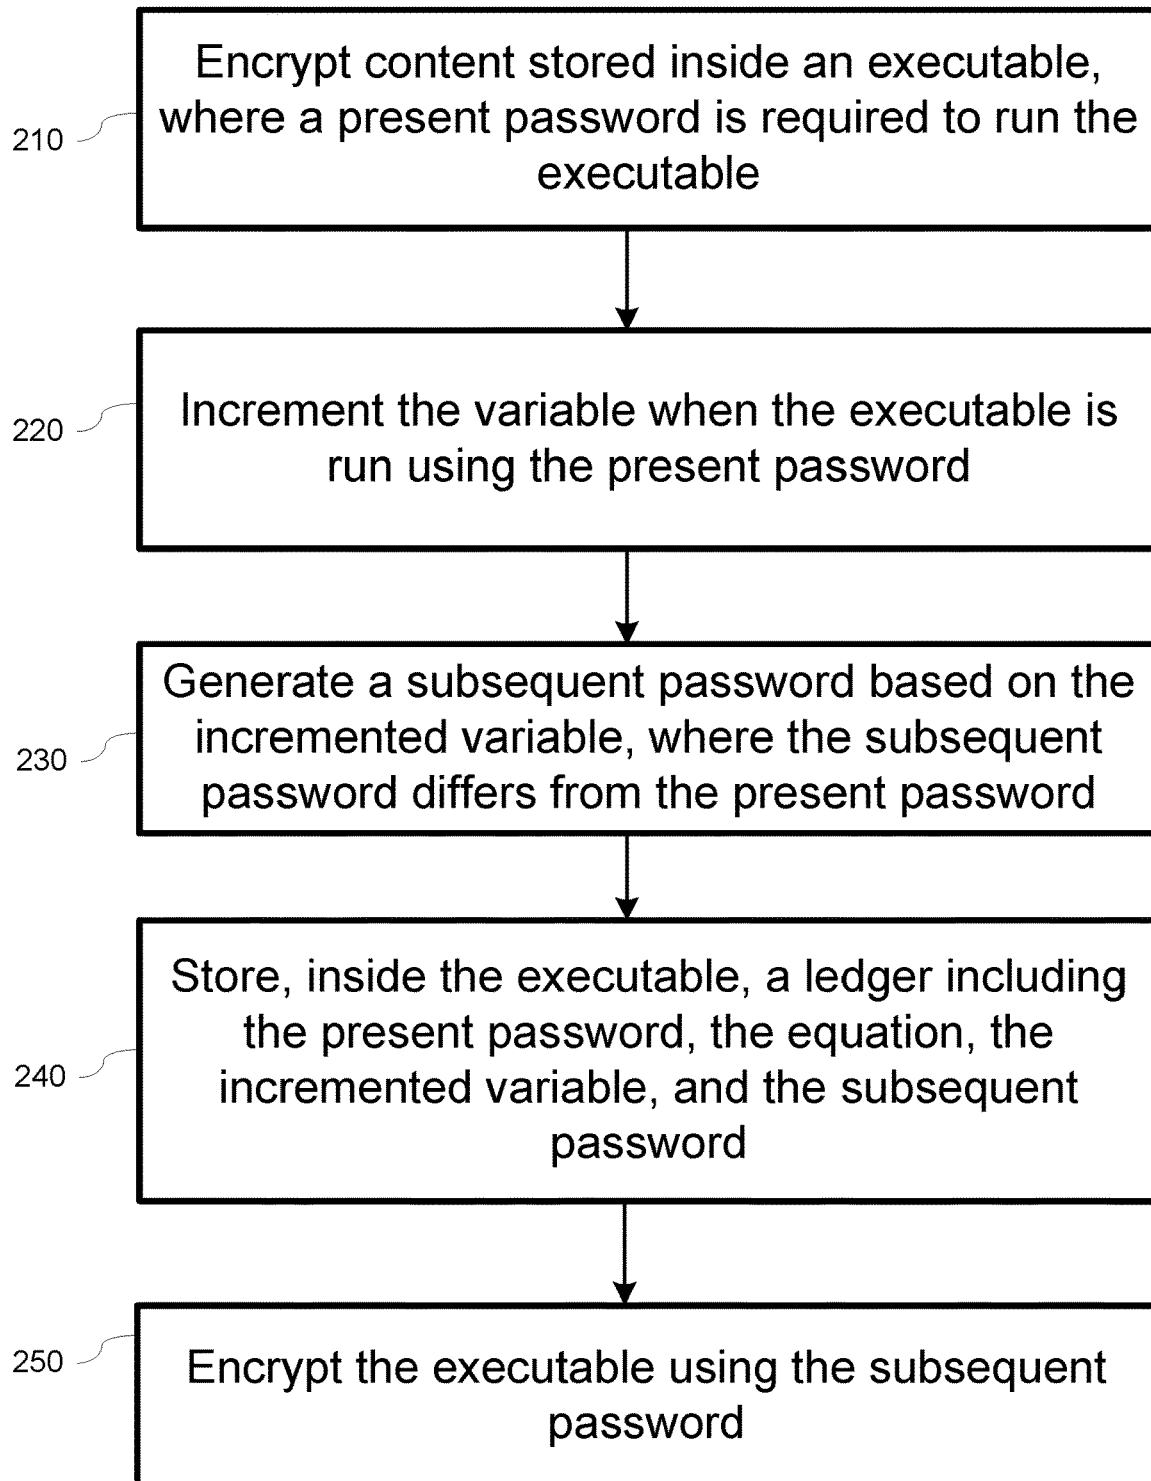 Encrypt content stored inside an executable,
where a present password is required to run the
executable
210
Increment the variable when the executable is
run using the present password
220
Generate a subsequent password based on the
incremented variable, where the subsequent
password differs from the present password
230
Store, inside the executable, a ledger including
the present password, the equation, the
incremented variable, and the subsequent
password
240
Encrypt the executable using the subsequent
password
250